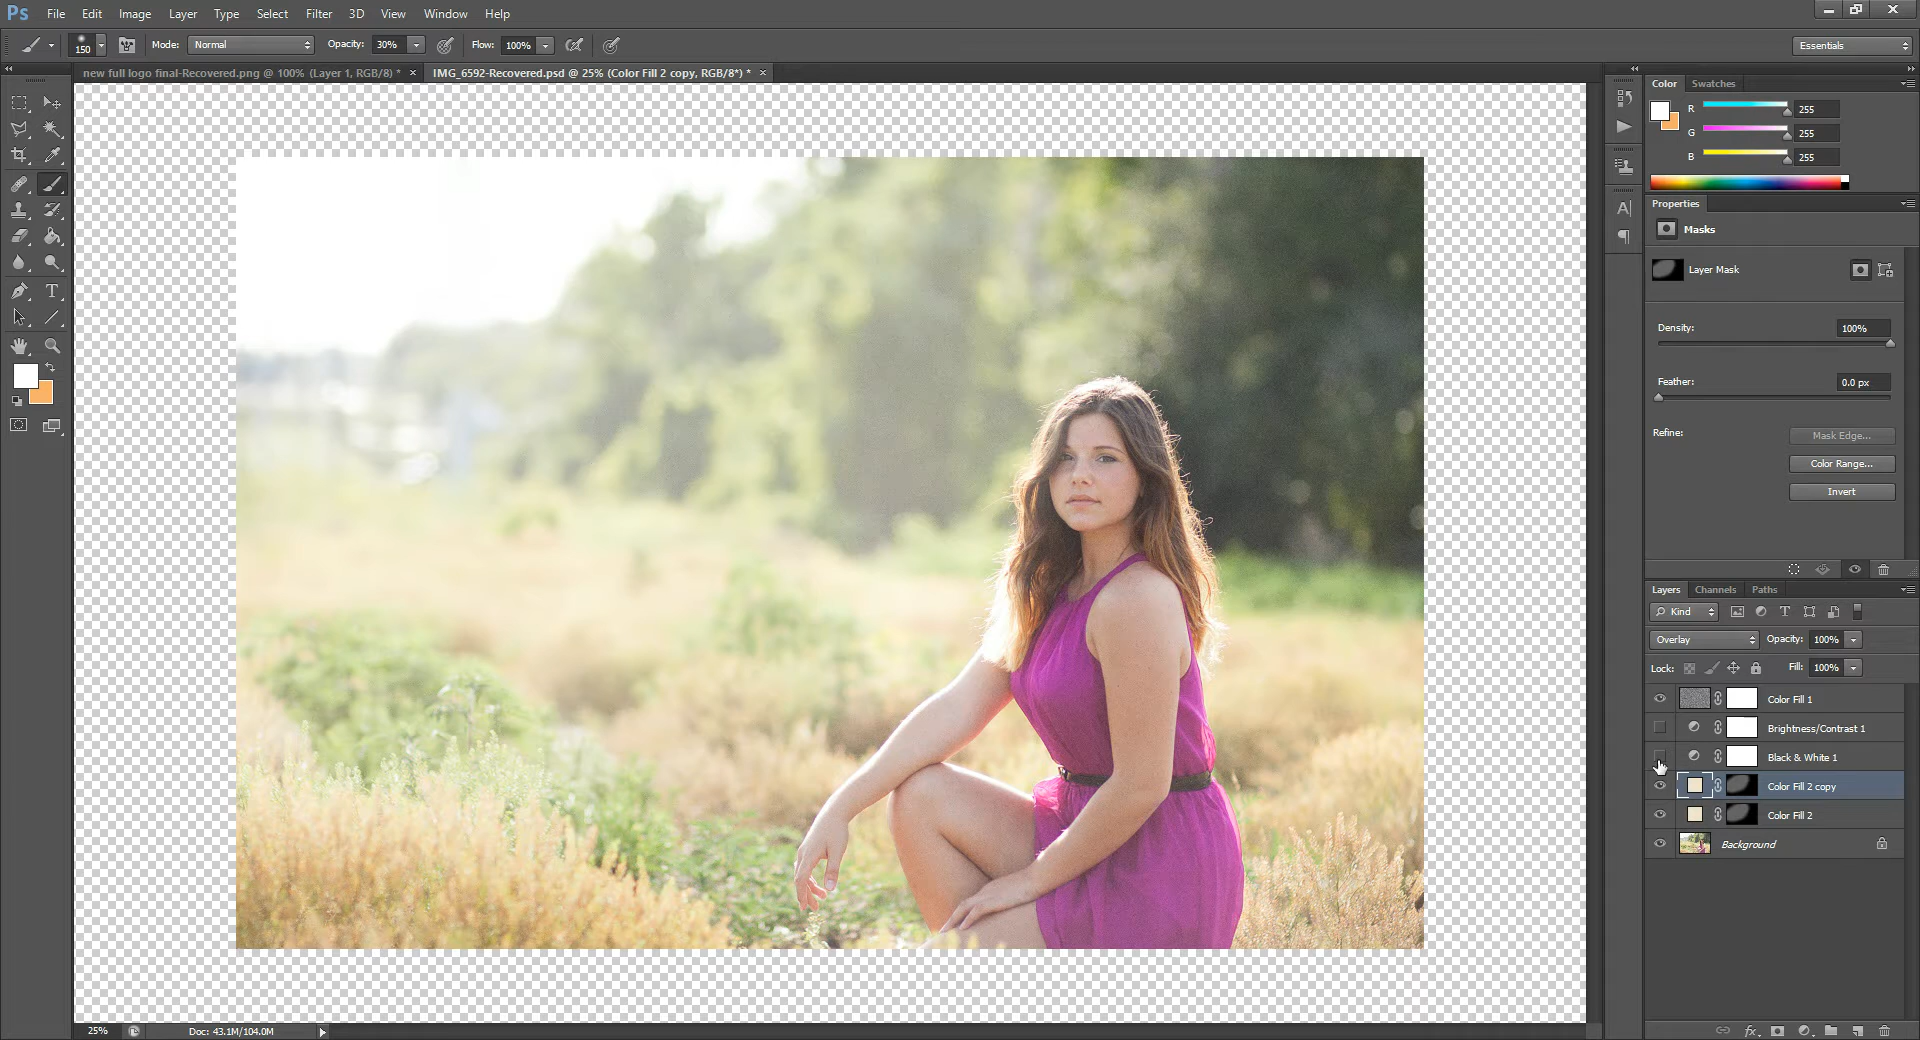 Ps File Edit Image Layer Type Select Filter 3D View Window Help
150 Mode: Normal Opacity: 30% Flow: 100% Essentials
new full logo final-Recovered.png @ 100% (Layer 1, RGB/8) * × IMG_6592-Recovered.psd @ 25% (Color Fill 2 copy, RGB/8*) * ×
Color Swatches
R 255
G 255
B 255
Properties
Masks
Layer Mask
Density: 100%
Feather: 0.0 px
Refine: Mask Edge...
Color Range...
Invert
Layers Channels Paths
Kind
Overlay Opacity: 100%
Lock: Fill: 100%
Color Fill 1
Brightness/Contrast 1
Black & White 1
Color Fill 2 copy
Color Fill 2
Background
25% Doc: 43.1M/104.0M
fx